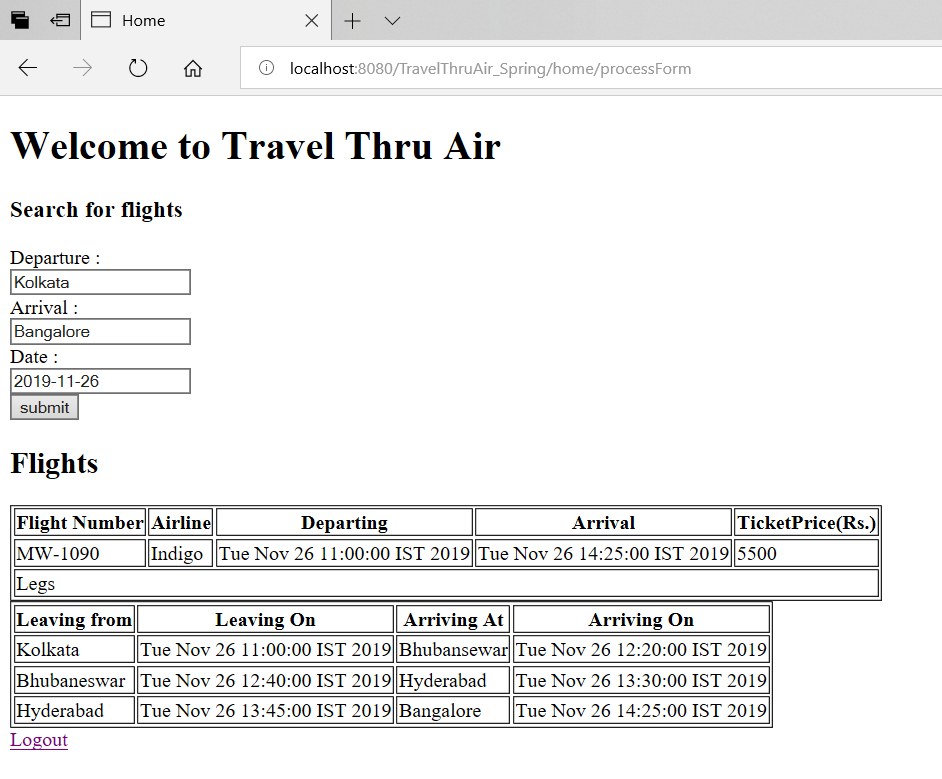 Home
localhost:8080/TravelThruAir_Spring/home/processForm
Welcome to Travel Thru Air
Search for flights
Departure :
Kolkata
Arrival :
Bangalore
Date :
2019-11-26
submit
Flights
Flight Number Airline Departing Arrival TicketPrice(Rs.)
MW-1090 Indigo Tue Nov 26 11:00:00 IST 2019 Tue Nov 26 14:25:00 IST 2019 5500
Legs
Leaving from Leaving On Arriving At Arriving On
Kolkata Tue Nov 26 11:00:00 IST 2019 Bhubansewar Tue Nov 26 12:20:00 IST 2019
Bhubaneswar Tue Nov 26 12:40:00 IST 2019 Hyderabad Tue Nov 26 13:30:00 IST 2019
Hyderabad Tue Nov 26 13:45:00 IST 2019 Bangalore Tue Nov 26 14:25:00 IST 2019
Logout